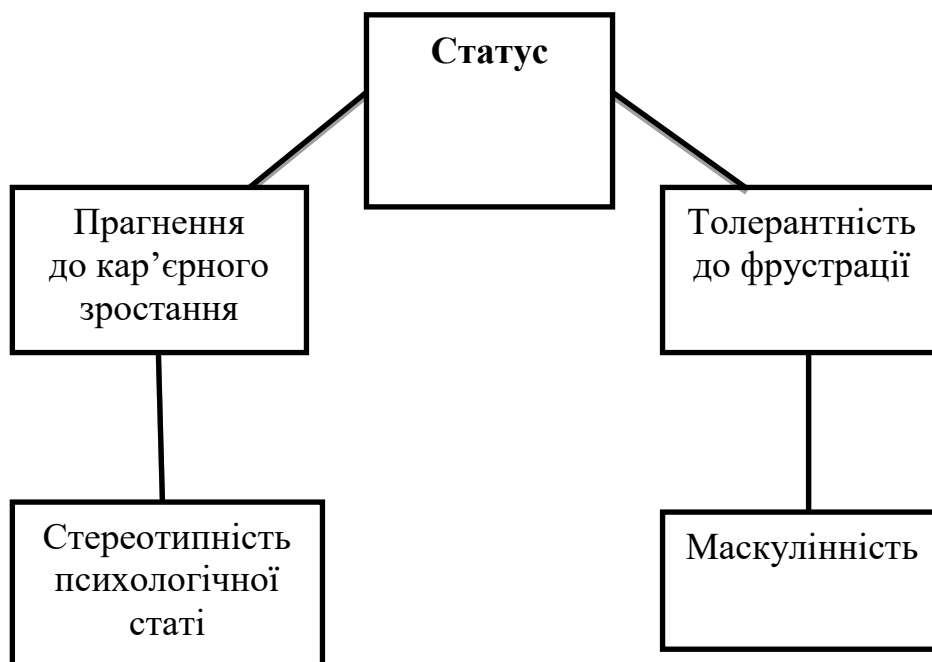 Статус
Прагнення
до кар’єрного
зростання
Толерантність
до фрустрації
Стереотипність
психологічної
статі
Маскулінність